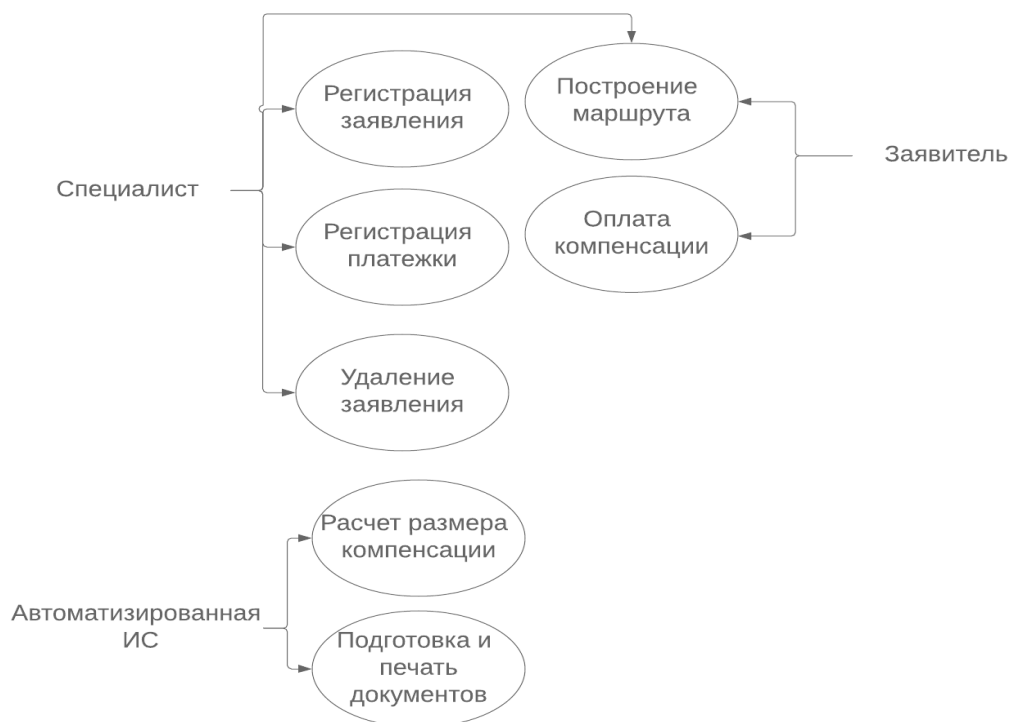 Регистрация
заявления
Построение
маршрута
Заявитель
Специалист
Регистрация
платежки
Оплата
компенсации
Удаление
заявления
Расчет размера
компенсации
Автоматизированная
ИС
Подготовка и
печать
документов